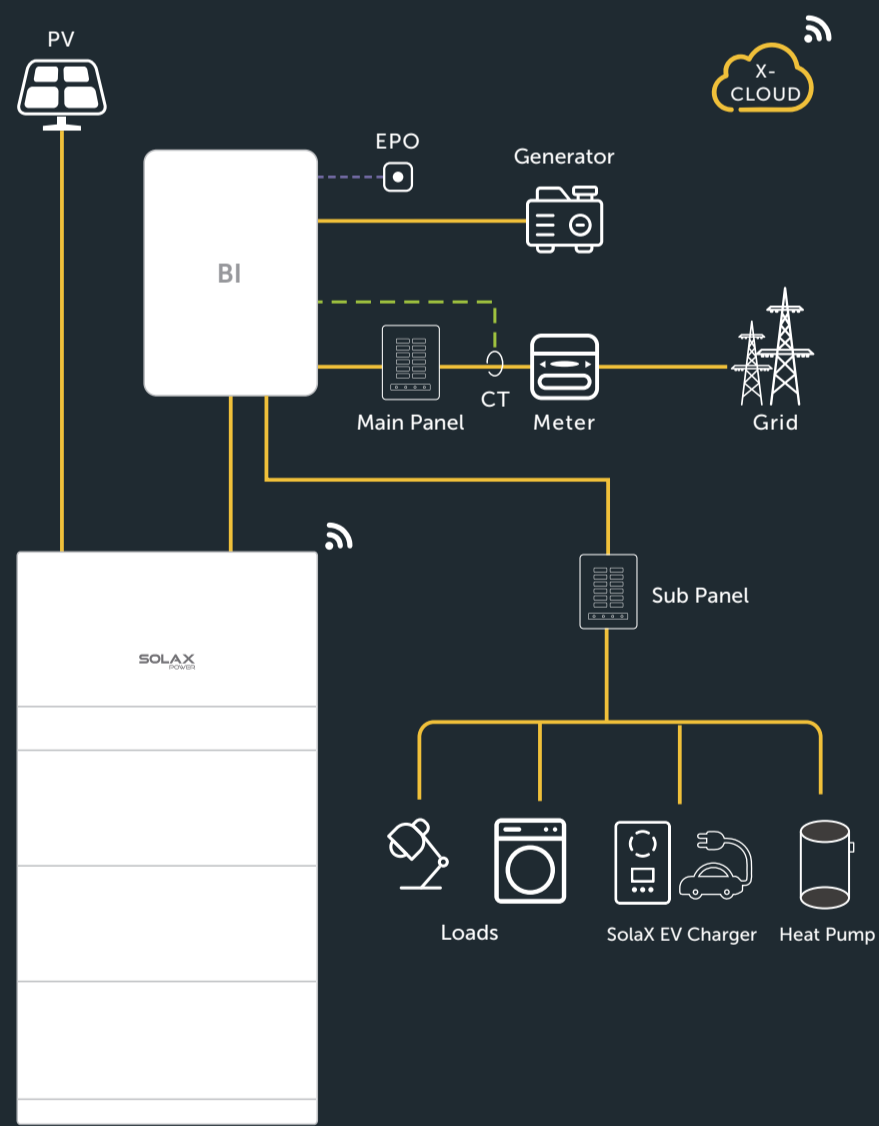 PV
X-
CLOUD
EPO
Generator
BI
CT
Main Panel
Meter
Grid
Sub Panel
SOLAX
POWER
Loads
SolaX EV Charger
Heat Pump